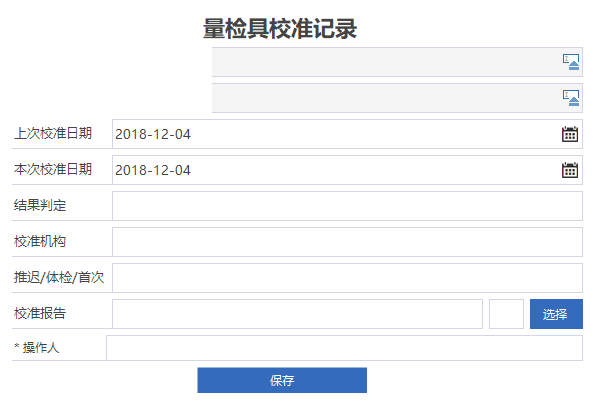 量检具校准记录
上次校准日期 2018-12-04
本次校准日期 2018-12-04
结果判定
校准机构
推迟/体检/首次
校准报告 选择
* 操作人
保存